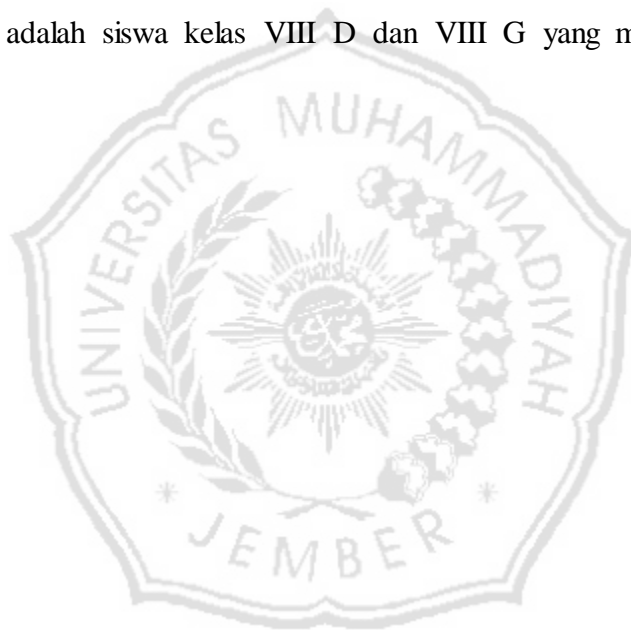 adalah siswa kelas VIII D dan VIII G yang
UNIVERSITAS MUHAMMADIYAH
JEMBER